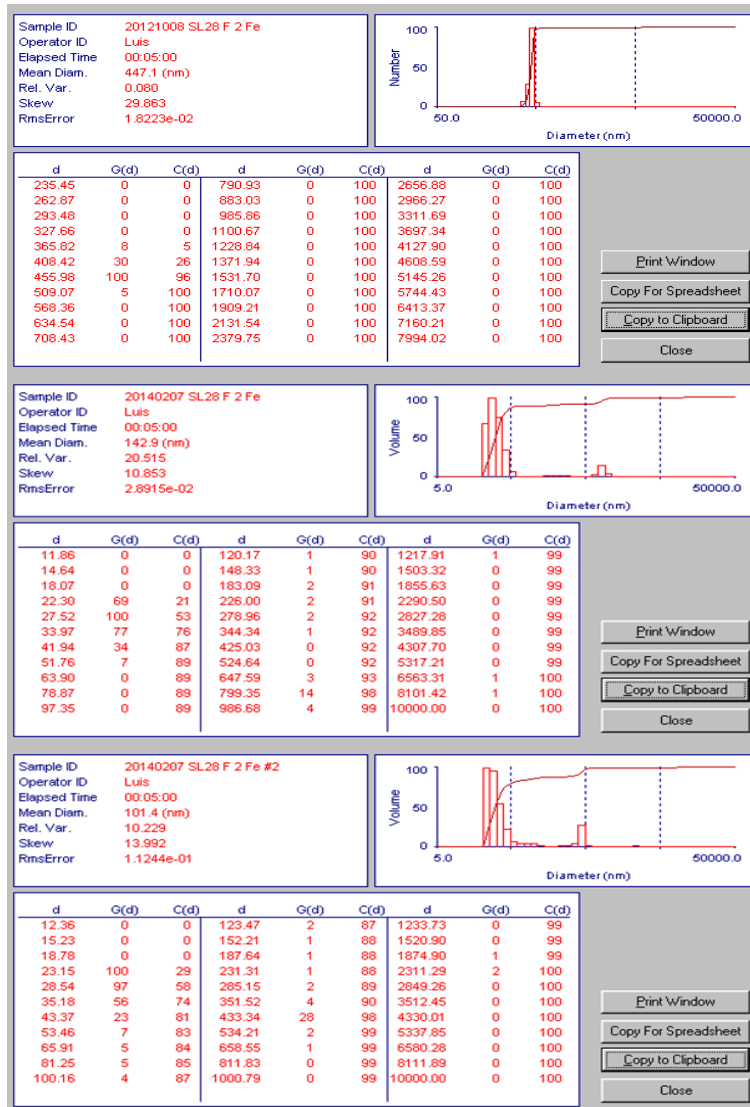 Sample ID 20121008 SL28 F 2 Fe
Operator ID Luis
Elapsed Time 00:05:00
Mean Diam. 447.1 (nm)
Rel. Var. 0.080
Skew 29.863
RmsError 1.8223e-02
Number
100
50
0
50.0 50000.0
Diameter (nm)
d G(d) C(d) d G(d) C(d) d G(d) C(d)
235.45 0 0 790.93 0 100 2656.88 0 100
262.87 0 0 883.03 0 100 2966.27 0 100
293.48 0 0 985.86 0 100 3311.69 0 100
327.66 0 0 1100.67 0 100 3697.34 0 100
365.82 8 5 1228.84 0 100 4127.90 0 100
408.42 30 26 1371.94 0 100 4608.59 0 100
455.98 100 96 1531.70 0 100 5145.26 0 100
509.07 5 100 1710.07 0 100 5744.43 0 100
568.36 0 100 1909.21 0 100 6413.37 0 100
634.54 0 100 2131.54 0 100 7160.21 0 100
708.43 0 100 2379.75 0 100 7994.02 0 100
Print Window
Copy For Spreadsheet
Copy to Clipboard
Close
Sample ID 20140207 SL28 F 2 Fe
Operator ID Luis
Elapsed Time 00:05:00
Mean Diam. 142.9 (nm)
Rel. Var. 20.515
Skew 10.853
RmsError 2.8915e-02
Volume
100
50
0
5.0 50000.0
Diameter (nm)
d G(d) C(d) d G(d) C(d) d G(d) C(d)
11.86 0 0 120.17 1 90 1217.91 1 99
14.64 0 0 148.33 1 90 1503.32 0 99
18.07 0 0 183.09 2 91 1855.63 0 99
22.30 69 21 226.00 2 91 2290.50 0 99
27.52 100 53 278.96 2 92 2827.28 0 99
33.97 77 76 344.34 1 92 3489.85 0 99
41.94 34 87 425.03 0 92 4307.70 0 99
51.76 7 89 524.64 0 92 5317.21 0 99
63.90 0 89 647.59 3 93 6563.31 1 100
78.87 0 89 799.35 14 98 8101.42 1 100
97.35 0 89 986.68 4 99 10000.00 0 100
Print Window
Copy For Spreadsheet
Copy to Clipboard
Close
Sample ID 20140207 SL28 F 2 Fe #2
Operator ID Luis
Elapsed Time 00:05:00
Mean Diam. 101.4 (nm)
Rel. Var. 10.229
Skew 13.992
RmsError 1.1244e-01
Volume
100
50
0
5.0 50000.0
Diameter (nm)
d G(d) C(d) d G(d) C(d) d G(d) C(d)
12.36 0 0 123.47 2 87 1233.73 0 99
15.23 0 0 152.21 1 88 1520.90 0 99
18.78 0 0 187.64 1 88 1874.90 1 99
23.15 100 29 231.31 1 88 2311.29 2 100
28.54 97 58 285.15 2 89 2849.26 0 100
35.18 56 74 351.52 4 90 3512.45 0 100
43.37 23 81 433.34 28 98 4330.01 0 100
53.46 7 83 534.21 2 99 5337.85 0 100
65.91 5 84 658.55 1 99 6580.28 0 100
81.25 5 85 811.83 0 99 8111.89 0 100
100.16 4 87 1000.79 0 99 10000.00 0 100
Print Window
Copy For Spreadsheet
Copy to Clipboard
Close